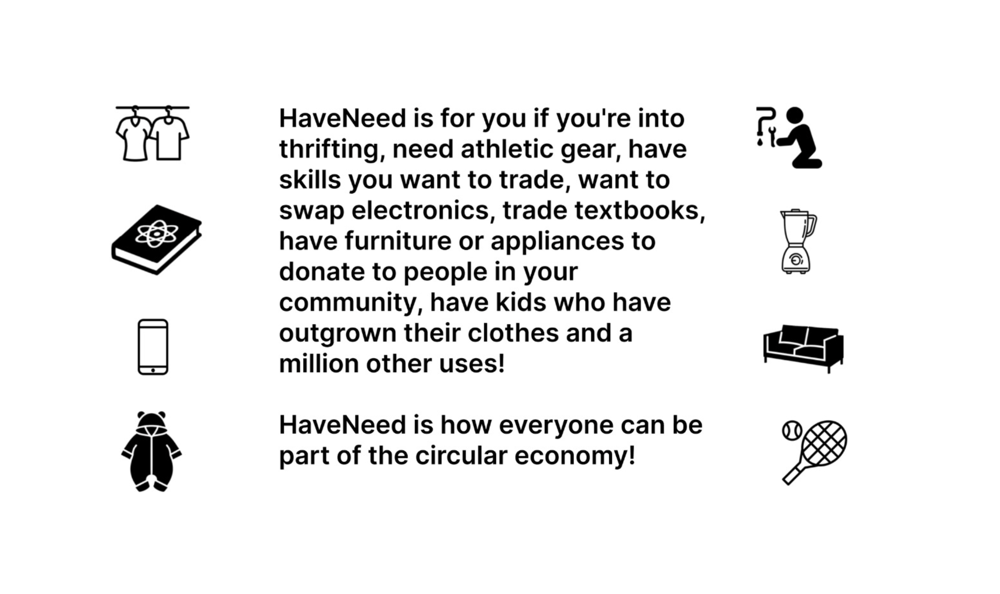 HaveNeed is for you if you're into
thrifting, need athletic gear, have
skills you want to trade, want to
swap electronics, trade textbooks,
have furniture or appliances to
donate to people in your
community, have kids who have
outgrown their clothes and a
million other uses!
HaveNeed is how everyone can be
part of the circular economy!